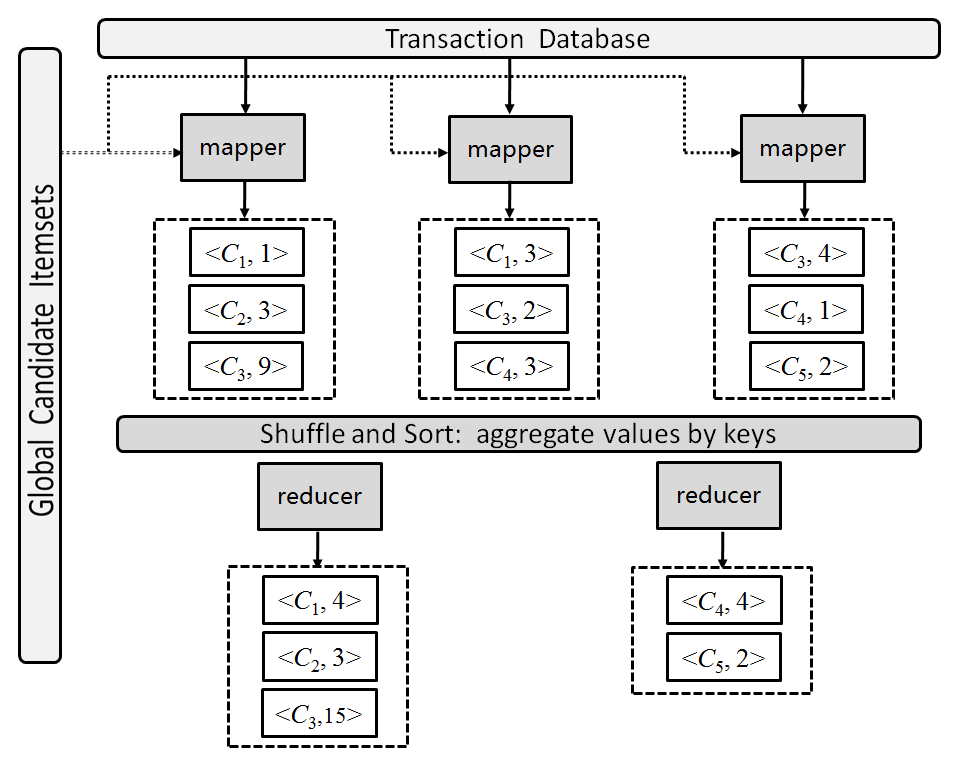 Transaction Database
Global Candidate Itemsets
mapper
mapper
mapper
<C₁, 1>
<C₂, 3>
<C₃, 9>
<C₁, 3>
<C₃, 2>
<C₄, 3>
<C₃, 4>
<C₄, 1>
<C₅, 2>
Shuffle and Sort: aggregate values by keys
reducer
reducer
<C₁, 4>
<C₂, 3>
<C₃,15>
<C₄, 4>
<C₅, 2>